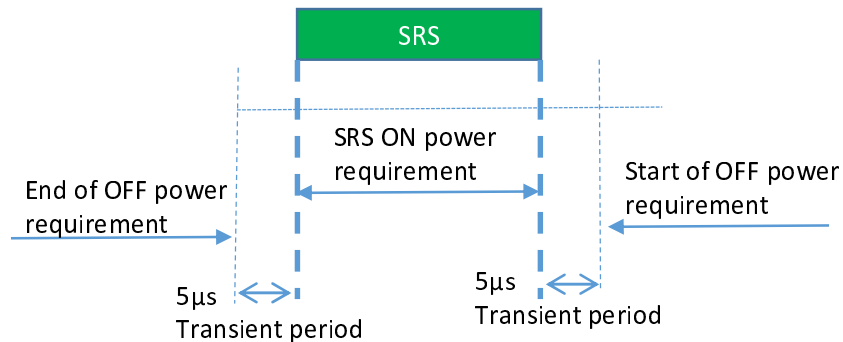 SRS
SRS ON power
requirement
End of OFF power
requirement
Start of OFF power
requirement
5µs
Transient period
5µs
Transient period